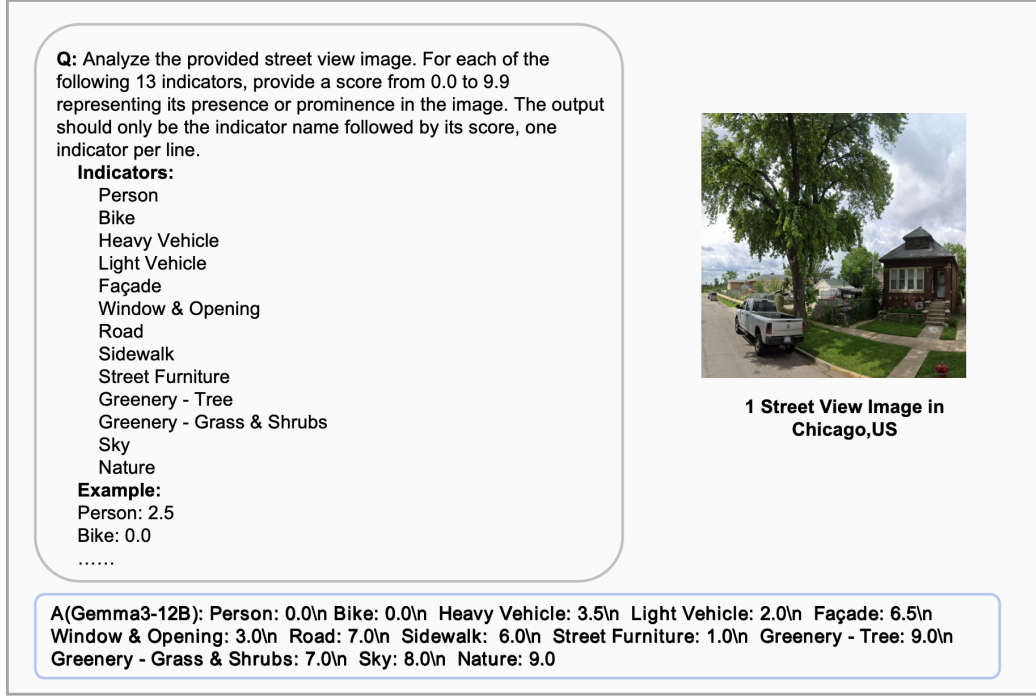 Q: Analyze the provided street view image. For each of the
following 13 indicators, provide a score from 0.0 to 9.9
representing its presence or prominence in the image. The output
should only be the indicator name followed by its score, one
indicator per line.
Indicators:
Person
Bike
Heavy Vehicle
Light Vehicle
Façade
Window & Opening
Road
Sidewalk
Street Furniture
Greenery - Tree
Greenery - Grass & Shrubs
Sky
Nature
Example:
Person: 2.5
Bike: 0.0
......
1 Street View Image in
Chicago,US
A(Gemma3-12B): Person: 0.0\n Bike: 0.0\n Heavy Vehicle: 3.5\n Light Vehicle: 2.0\n Façade: 6.5\n
Window & Opening: 3.0\n Road: 7.0\n Sidewalk: 6.0\n Street Furniture: 1.0\n Greenery - Tree: 9.0\n
Greenery - Grass & Shrubs: 7.0\n Sky: 8.0\n Nature: 9.0